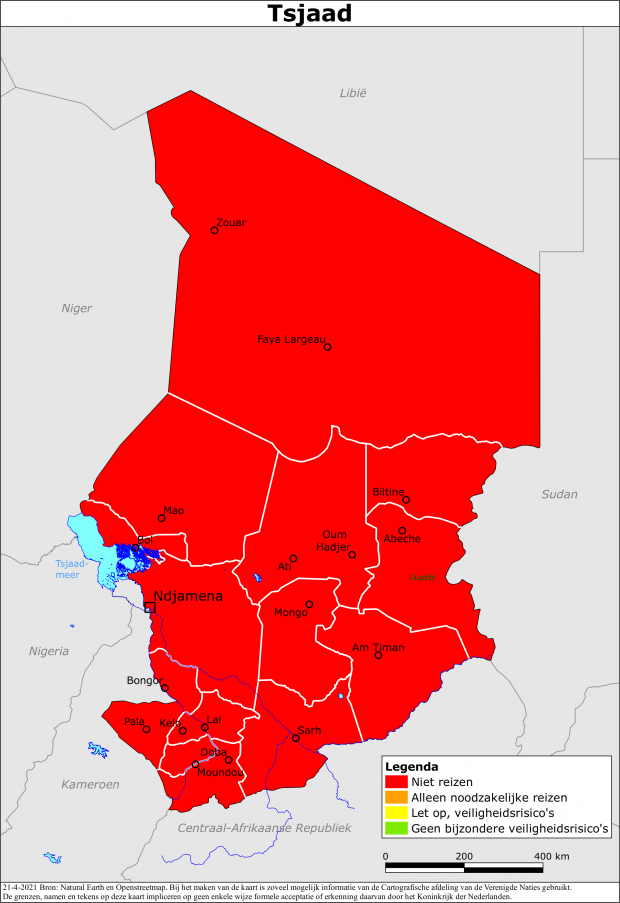 Tsjaad
Libië
Zouar
Niger
Faya Largeau
Biltine
Sudan
Mao
Abeche
Oum
Hadjer
Bol
Ati
Tsjaad-
meer
Ndjamena
Mongo
Am Timan
Nigeria
Bongor
Pala
Kelo
Lai
Sarh
Doba
Moundou
Kameroen
Centraal-Afrikaanse Republiek
Legenda
Niet reizen
Alleen noodzakelijke reizen
Let op, veiligheidsrisico's
Geen bijzondere veiligheidsrisico's
0 200 400 km
21-4-2021 Bron: Natural Earth en Openstreetmap. Bij het maken van de kaart is zoveel mogelijk informatie van de Cartografische afdeling van de Verenigde Naties gebruikt.
De grenzen, namen en tekens op deze kaart impliceren op geen enkele wijze formele acceptatie of erkenning daarvan door het Koninkrijk der Nederlanden.